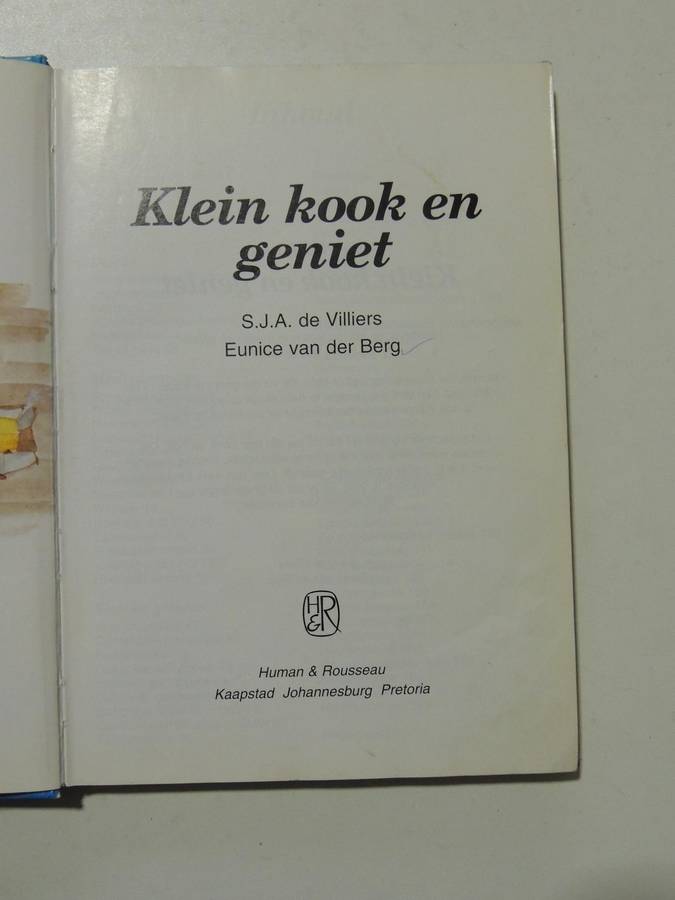 Klein kook en
geniet
S.J.A. de Villiers
Eunice van der Berg
H&R
Human & Rousseau
Kaapstad Johannesburg Pretoria